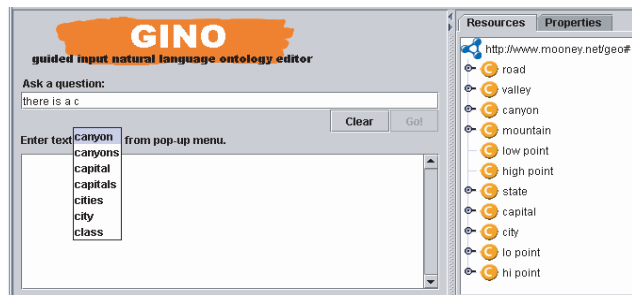 GINO
guided input natural language ontology editor
Ask a question:
there is a c
Clear
Go!
Enter text
from pop-up menu.
canyon
canyons
capital
capitals
cities
city
class
Resources
Properties
http://www.mooney.net/geo#
C road
C valley
C canyon
C mountain
C low point
C high point
C state
C capital
C city
C lo point
C hi point